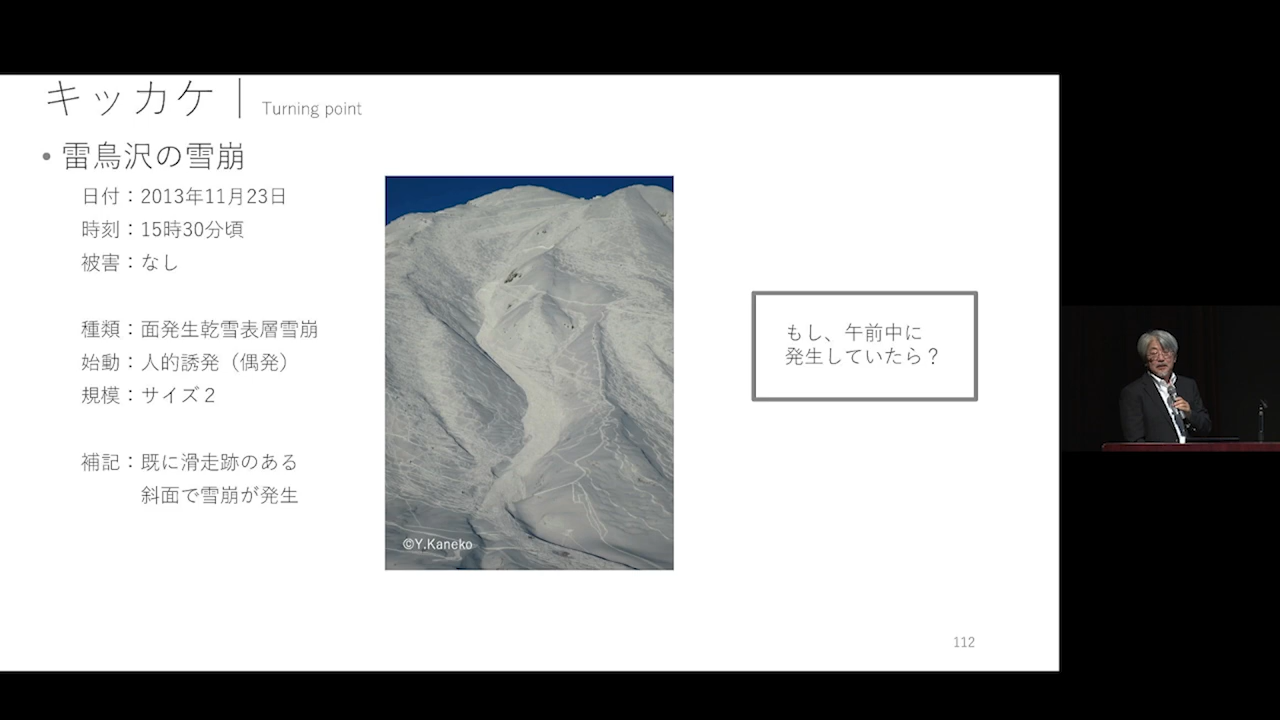 キッカケ
Turning point
• 雷鳥沢の雪崩
日付：2013年11月23日
時刻：15時30分頃
被害：なし
種類：面発生乾雪表層雪崩
始動：人的誘発（偶発）
規模：サイズ２
補記：既に滑走跡のある
斜面で雪崩が発生
©Y.Kaneko
もし、午前中に
発生していたら？
112